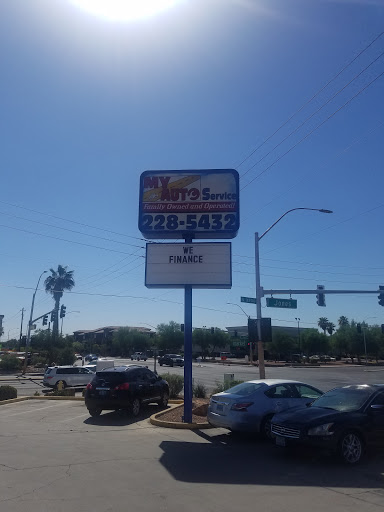 MY
AUTO Service
Family Owned and Operated!
228-5432
WE
FINANCE